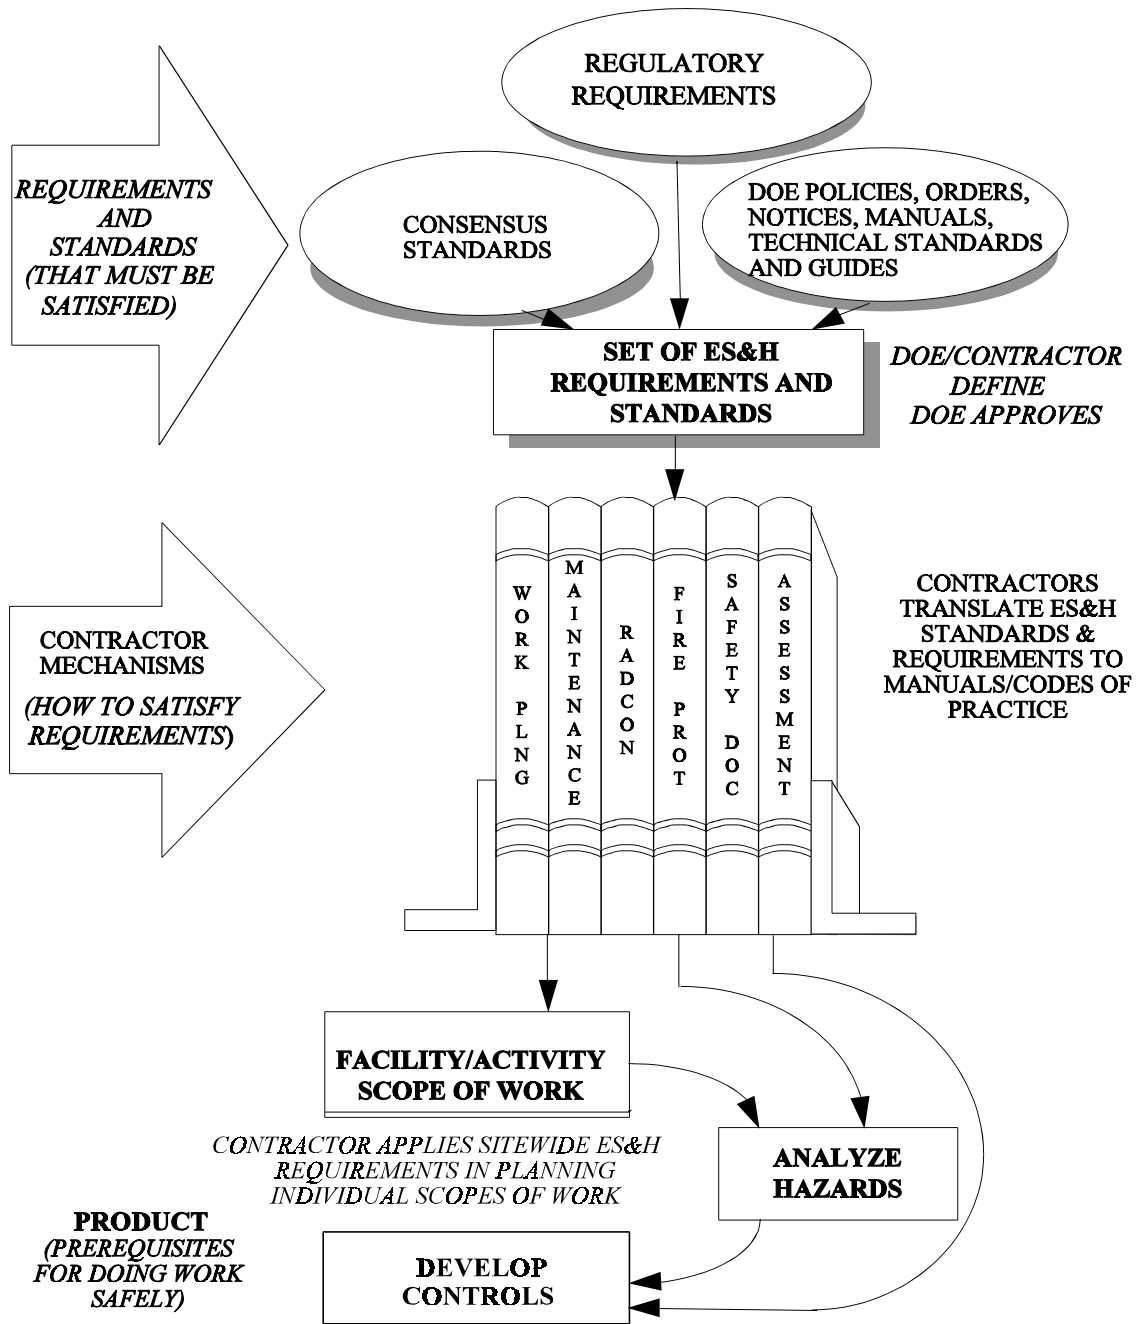 REGULATORY
REQUIREMENTS
REQUIREMENTS
AND
STANDARDS
(THAT MUST BE
SATISFIED)
CONSENSUS
STANDARDS
DOE POLICIES, ORDERS,
NOTICES, MANUALS,
TECHNICAL STANDARDS
AND GUIDES
SET OF ES&H
REQUIREMENTS AND
STANDARDS
DOE/CONTRACTOR
DEFINE
DOE APPROVES
CONTRACTOR
MECHANISMS
(HOW TO SATISFY
REQUIREMENTS)
WORK PLNG
MAINTENANCE
RADCON
FIRE PROT
SAFETY DOC
ASSESSMENT
CONTRACTORS
TRANSLATE ES&H
STANDARDS &
REQUIREMENTS TO
MANUALS/CODES OF
PRACTICE
FACILITY/ACTIVITY
SCOPE OF WORK
CONTRACTOR APPLIES SITEWIDE ES&H
REQUIREMENTS IN PLANNING
INDIVIDUAL SCOPES OF WORK
ANALYZE
HAZARDS
PRODUCT
(PREREQUISITES
FOR DOING WORK
SAFELY)
DEVELOP
CONTROLS